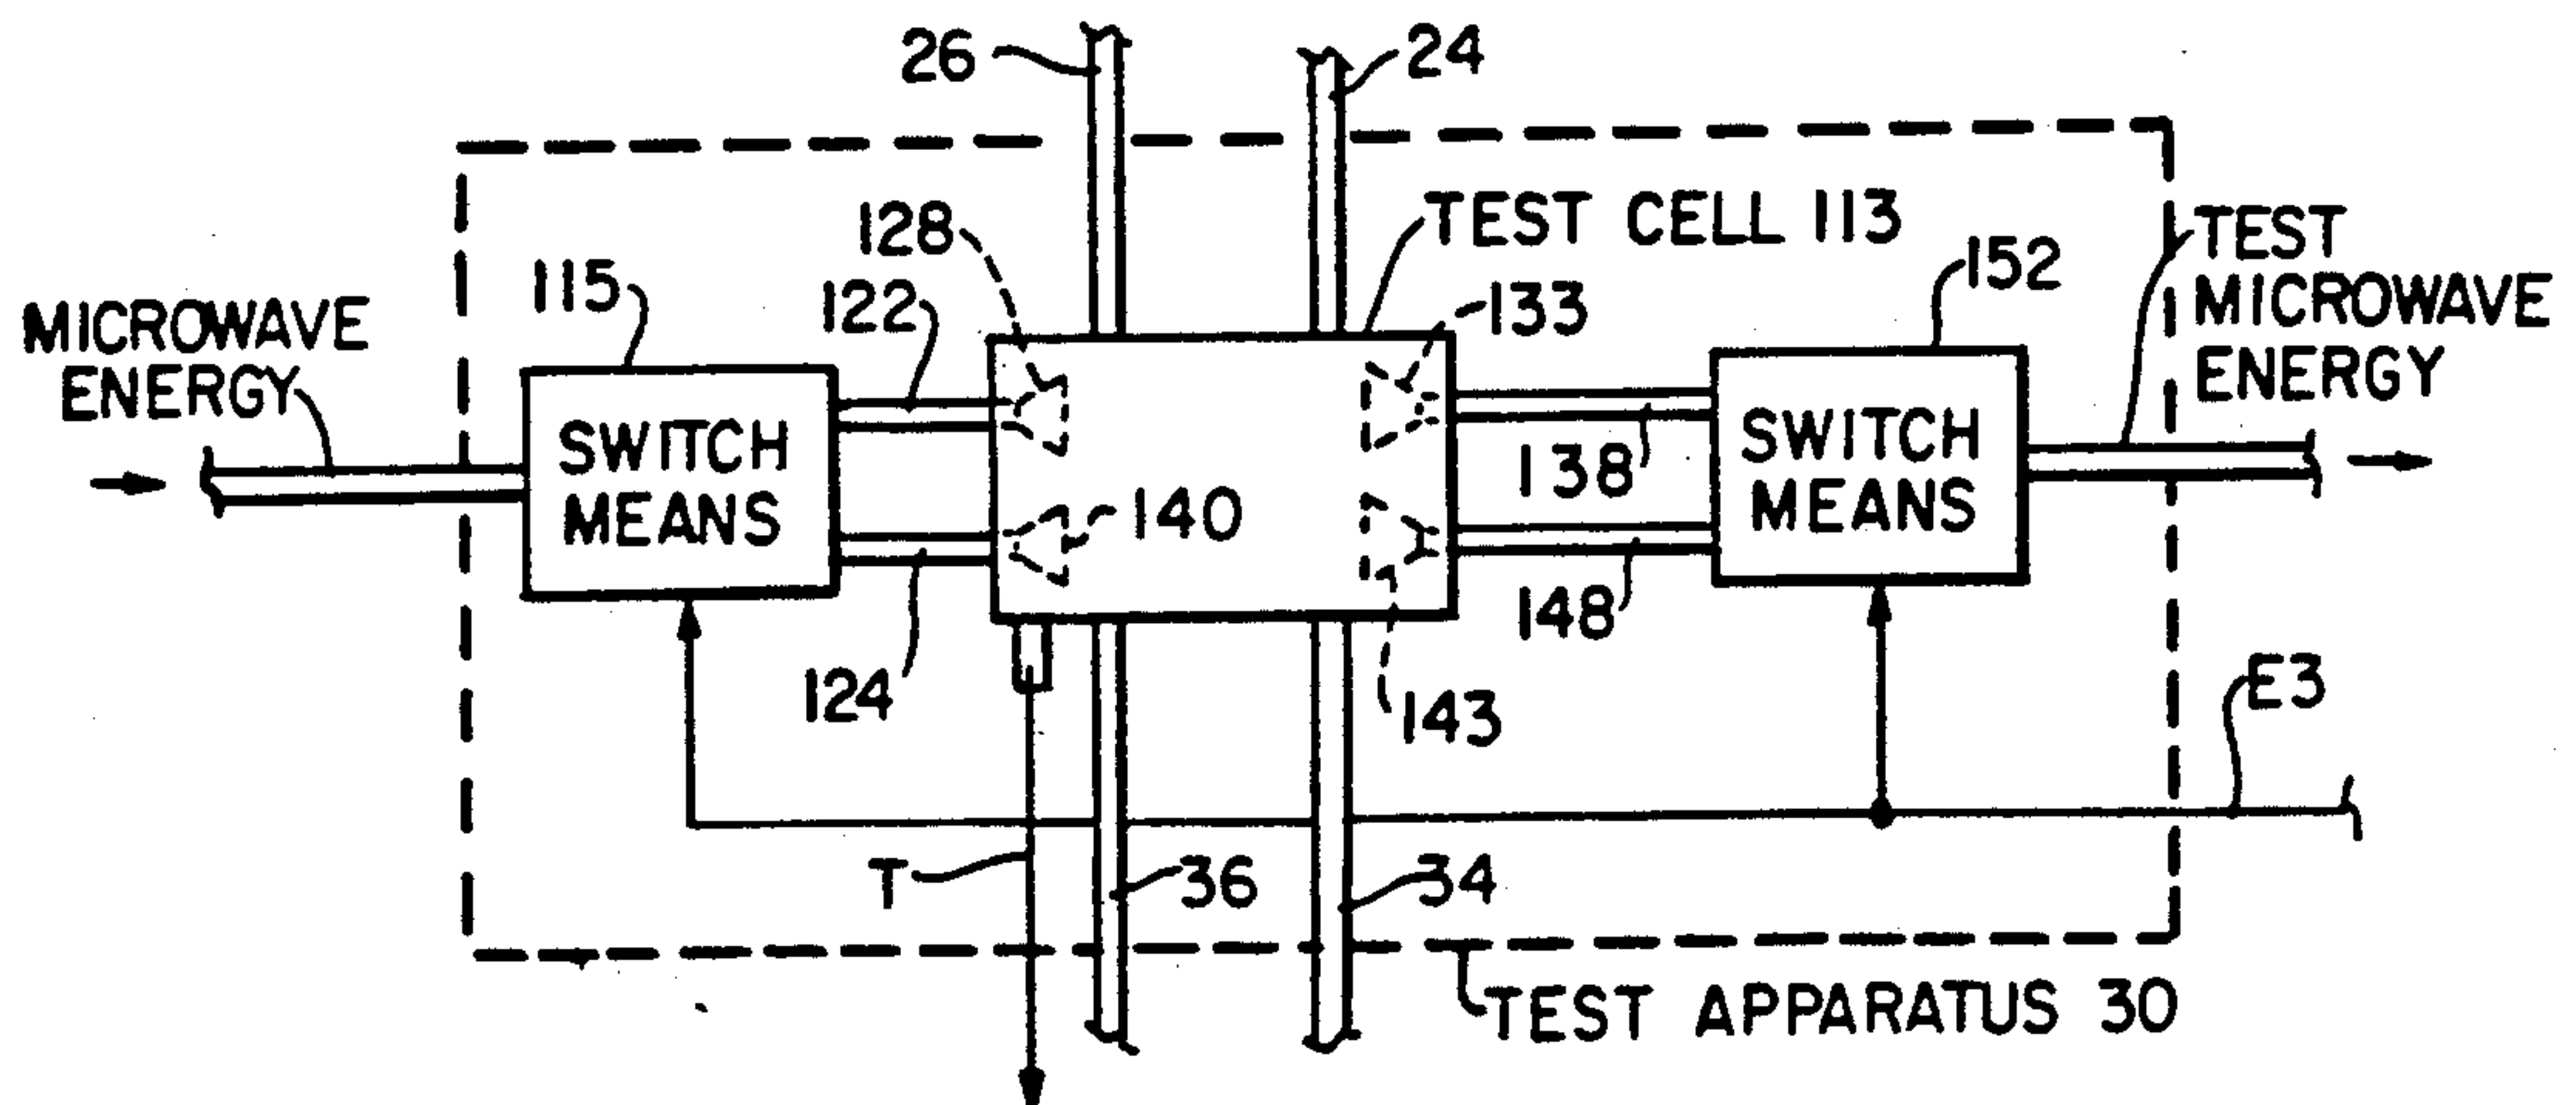 26
24
128
TEST CELL 113
115
122
133
152
TEST
MICROWAVE
ENERGY
MICROWAVE
ENERGY
SWITCH
MEANS
140
138
SWITCH
MEANS
124
148
143
E3
T
36
34
TEST APPARATUS 30